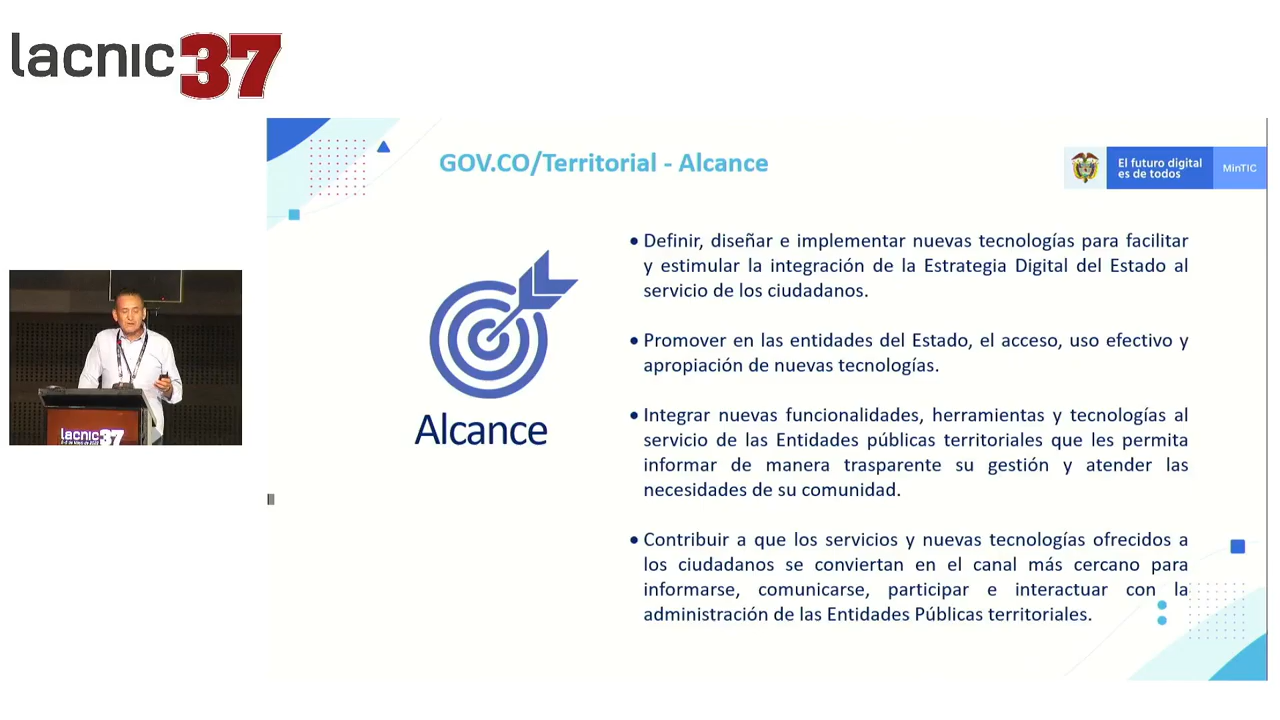 lacnic 37
GOV.CO/Territorial - Alcance
El futuro digital
es de todos
MinTIC
• Definir, diseñar e implementar nuevas tecnologías para facilitar
y estimular la integración de la Estrategia Digital del Estado al
servicio de los ciudadanos.
• Promover en las entidades del Estado, el acceso, uso efectivo y
apropiación de nuevas tecnologías.
• Integrar nuevas funcionalidades, herramientas y tecnologías al
servicio de las Entidades públicas territoriales que les permita
informar de manera trasparente su gestión y atender las
necesidades de su comunidad.
• Contribuir a que los servicios y nuevas tecnologías ofrecidos a
los ciudadanos se conviertan en el canal más cercano para
informarse, comunicarse, participar e interactuar con la
administración de las Entidades Públicas territoriales.
Alcance
lacnic 37